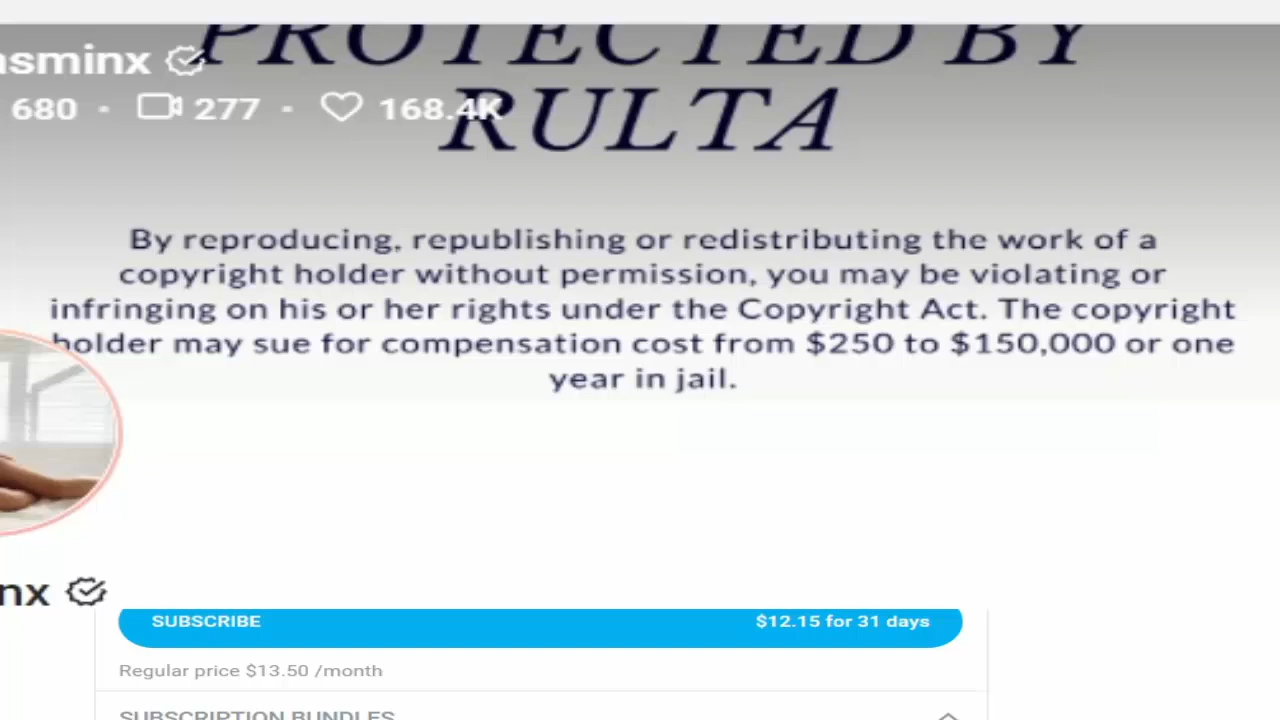 PROTECTED BY
RULTA
asminx
680 · 277 · 168.4K
By reproducing, republishing or redistributing the work of a
copyright holder without permission, you may be violating or
infringing on his or her rights under the Copyright Act. The copyright
holder may sue for compensation cost from $250 to $150,000 or one
year in jail.
nx
SUBSCRIBE $12.15 for 31 days
Regular price $13.50 /month
SUBSCRIPTION BUNDLES